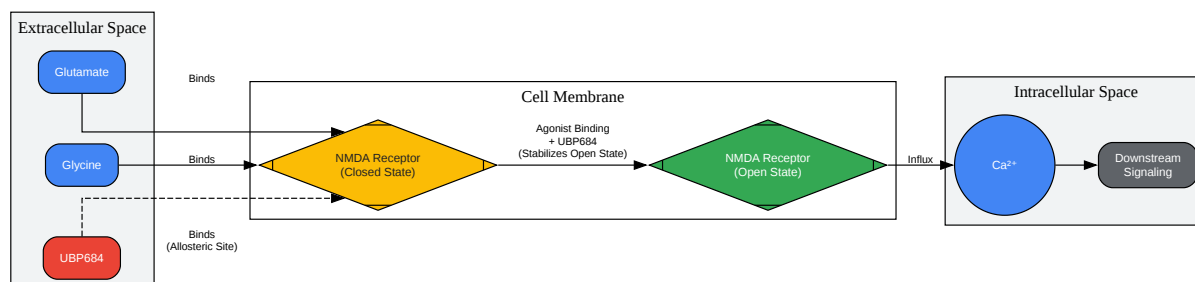 Extracellular Space
Glutamate
Binds
Glycine
Binds
UBP684
Binds
(Allosteric Site)
Cell Membrane
NMDA Receptor
(Closed State)
Agonist Binding
+ UBP684
(Stabilizes Open State)
NMDA Receptor
(Open State)
Influx
Intracellular Space
Ca²⁺
Downstream
Signaling